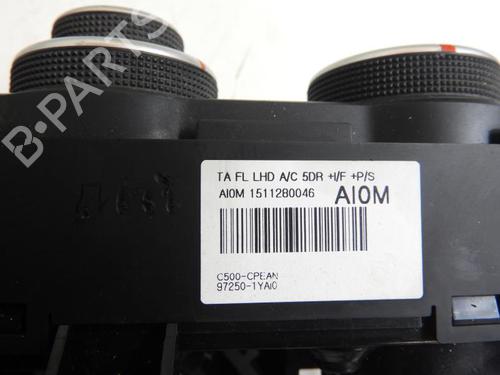 B-PARTS
TA FL LHD A/C 5DR +I/F +P/S
AI0M 1511280046 AI0M
C500-CPEAN
97250-1YAI0